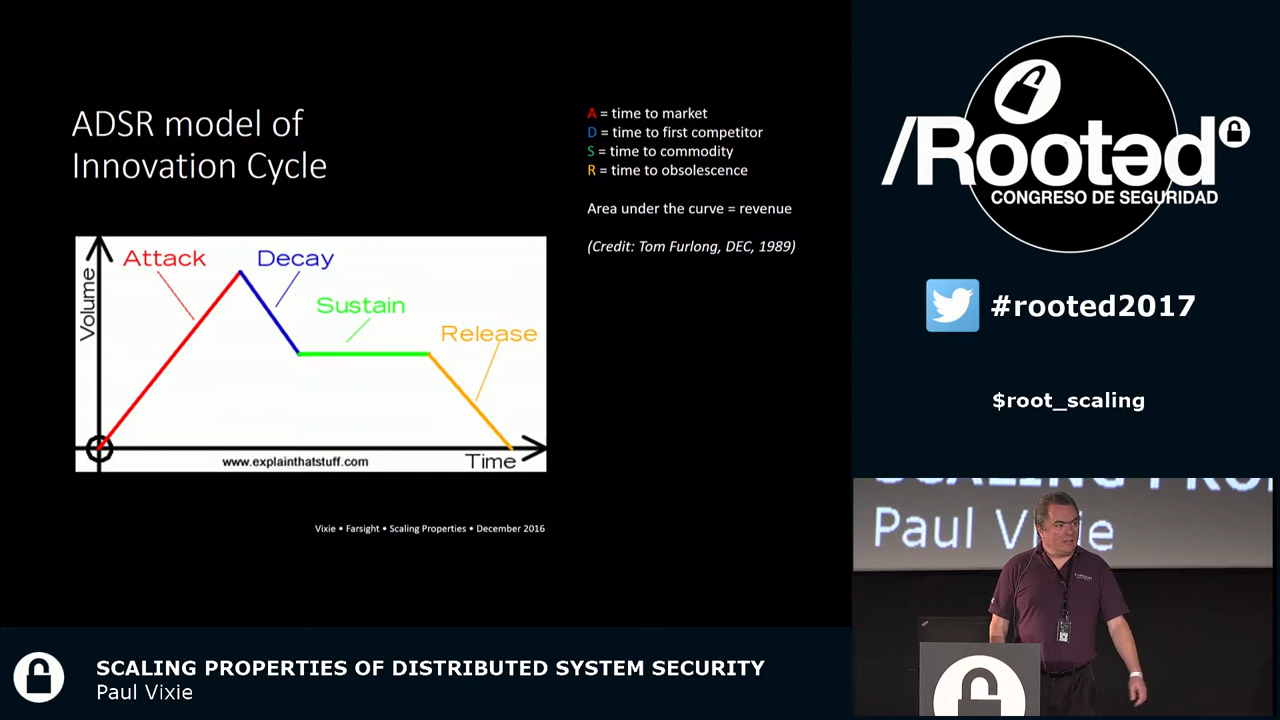 ADSR model of
Innovation Cycle
A = time to market
D = time to first competitor
S = time to commodity
R = time to obsolescence
Area under the curve = revenue
(Credit: Tom Furlong, DEC, 1989)
Volume
Attack
Decay
Sustain
Release
www.explainthatstuff.com
Time
Vixie • Farsight • Scaling Properties • December 2016
/Rooted
CONGRESO DE SEGURIDAD
#rooted2017
$root_scaling
SCALING PROP
Paul Vixie
SCALING PROPERTIES OF DISTRIBUTED SYSTEM SECURITY
Paul Vixie